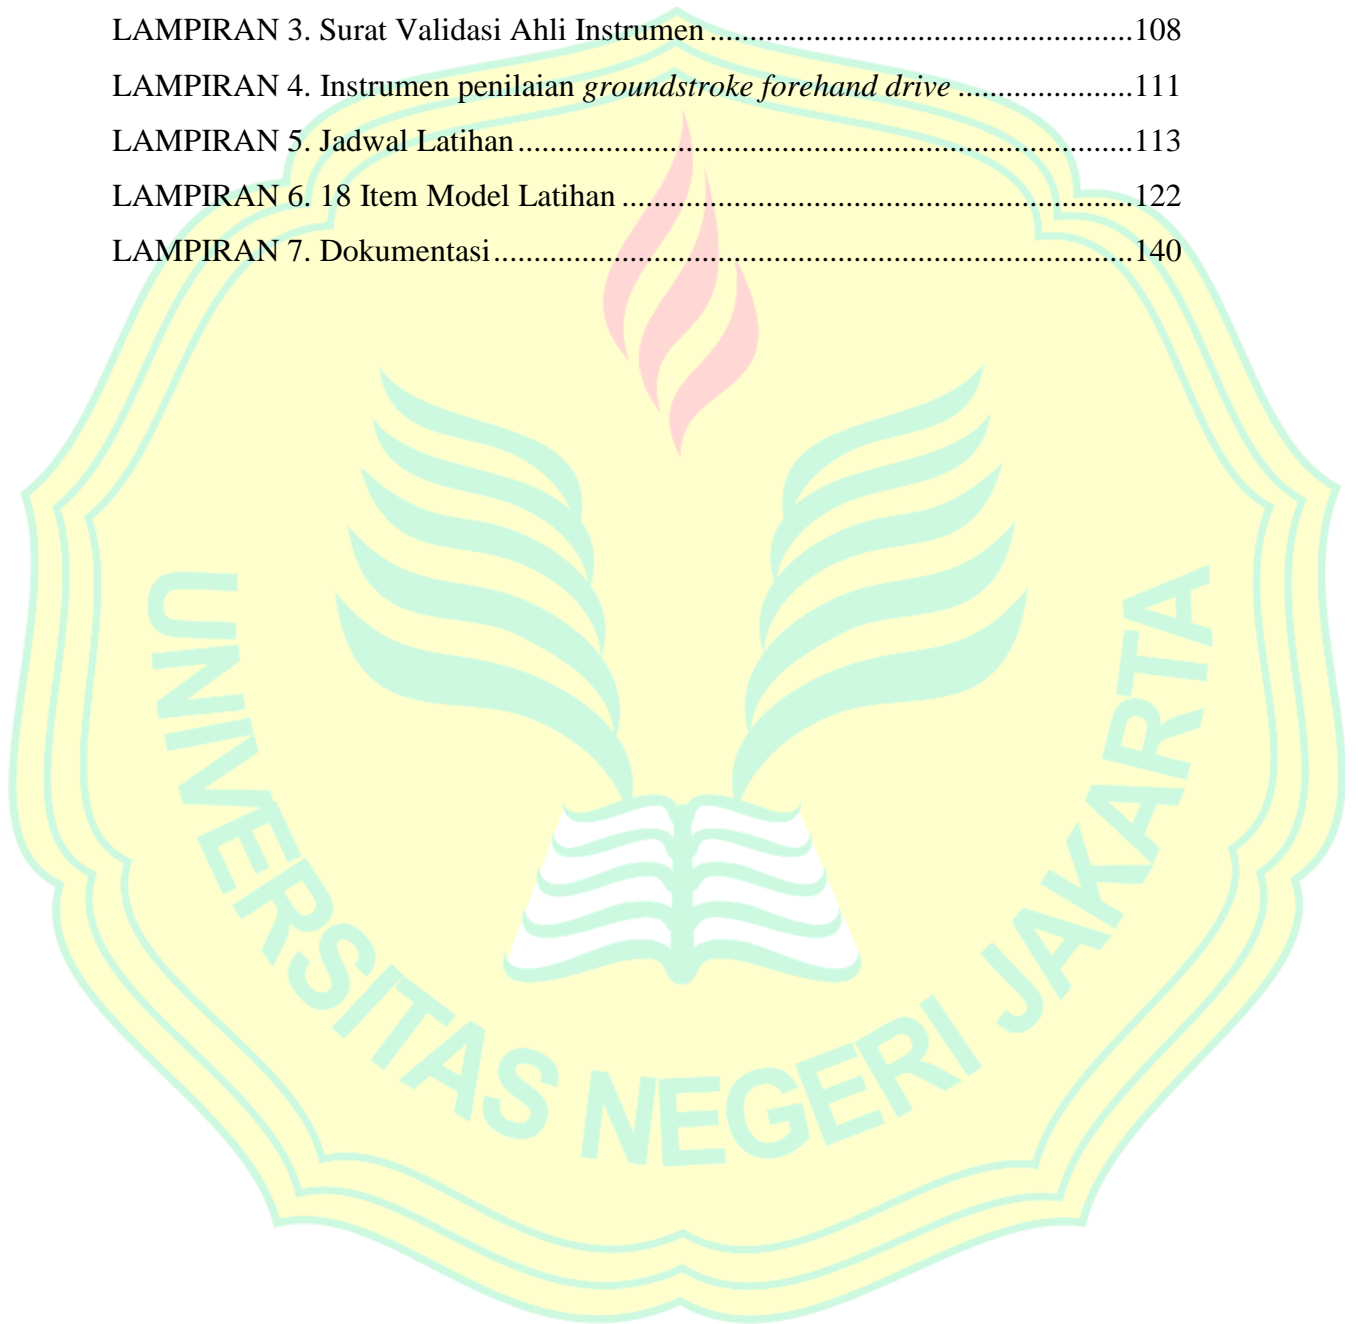 LAMPIRAN 3. Surat Validasi Ahli Instrumen.......................................................108
LAMPIRAN 4. Instrumen penilaian groundstroke forehand drive ......................111
LAMPIRAN 5. Jadwal Latihan................................................................................113
LAMPIRAN 6. 18 Item Model Latihan ..................................................................122
LAMPIRAN 7. Dokumentasi...................................................................................140
UNIVERSITAS NEGERI JAKARTA